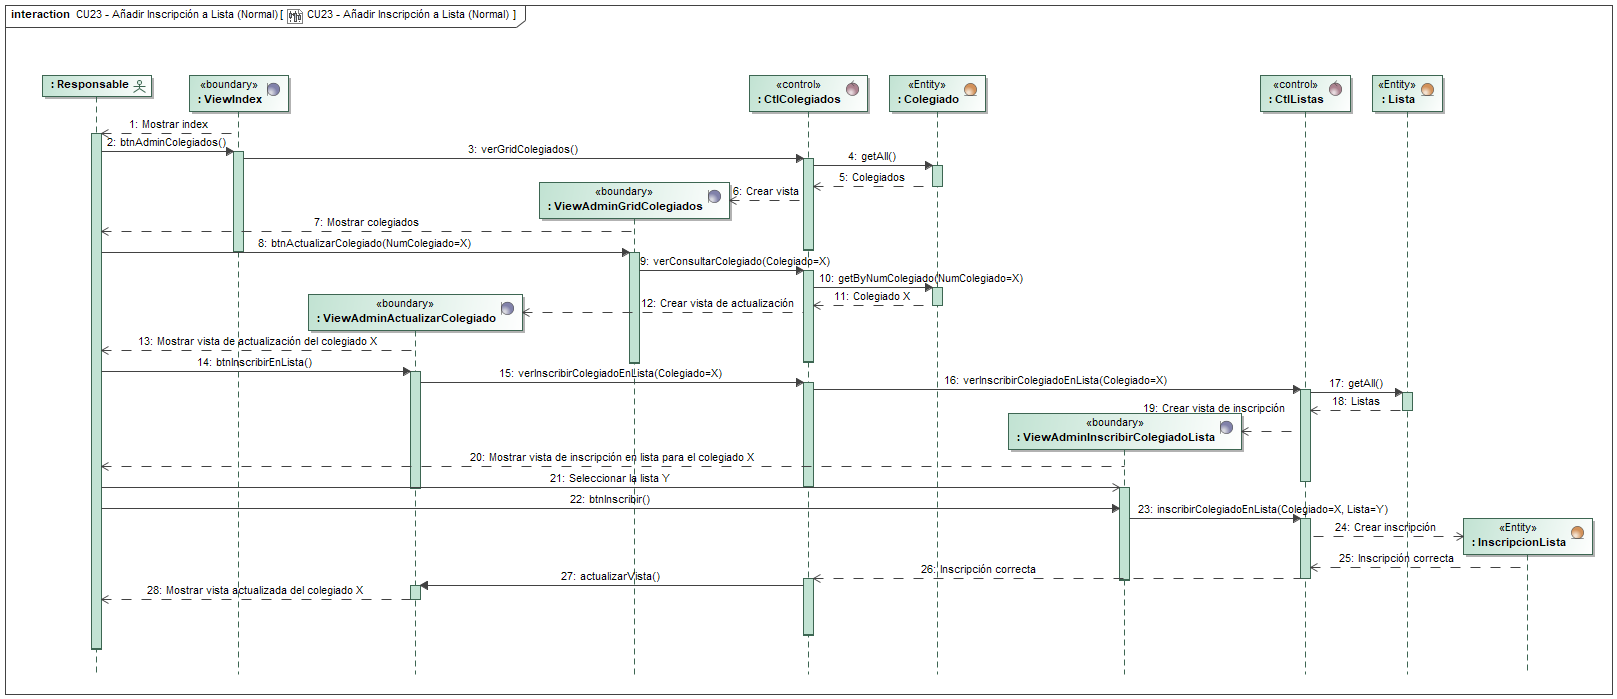 interaction CU23 - Añadir Inscripción a Lista (Normal) [ CU23 - Añadir Inscripción a Lista (Normal) ]
: Responsable
«boundary»
: ViewIndex
«control»
: CtlColegiados
«Entity»
: Colegiado
«control»
: CtlListas
«Entity»
: Lista
1: Mostrar index
2: btnAdminColegiados()
3: verGridColegiados()
4: getAll()
5: Colegiados
«boundary»
: ViewAdminGridColegiados
6: Crear vista
7: Mostrar colegiados
8: btnActualizarColegiado(NumColegiado=X)
9: verConsultarColegiado(Colegiado=X)
10: getByNumColegiado(NumColegiado=X)
11: Colegiado X
12: Crear vista de actualización
«boundary»
: ViewAdminActualizarColegiado
13: Mostrar vista de actualización del colegiado X
14: btnInscribirEnLista()
15: verInscribirColegiadoEnLista(Colegiado=X)
16: verInscribirColegiadoEnLista(Colegiado=X)
17: getAll()
18: Listas
19: Crear vista de inscripción
«boundary»
: ViewAdminInscribirColegiadoLista
20: Mostrar vista de inscripción en lista para el colegiado X
21: Seleccionar la lista Y
22: btnInscribir()
23: inscribirColegiadoEnLista(Colegiado=X, Lista=Y)
24: Crear inscripción
«Entity»
: InscripcionLista
25: Inscripción correcta
26: Inscripción correcta
27: actualizarVista()
28: Mostrar vista actualizada del colegiado X